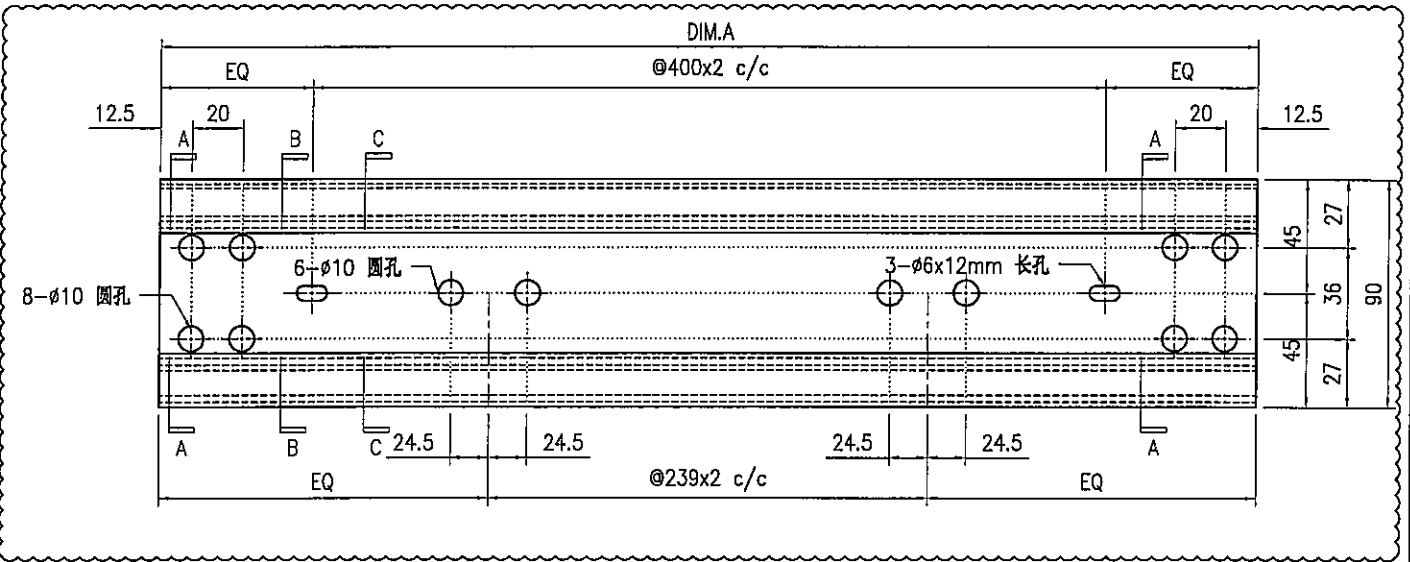 DIM.A
EQ
@400x2 c/c
EQ
12.5
20
20
12.5
A
B
C
A
27
45
6-ø10 圆孔
3-ø6x12mm 长孔
8-ø10 圆孔
36
90
45
27
A
B
C
24.5
24.5
24.5
24.5
A
EQ
@239x2 c/c
EQ